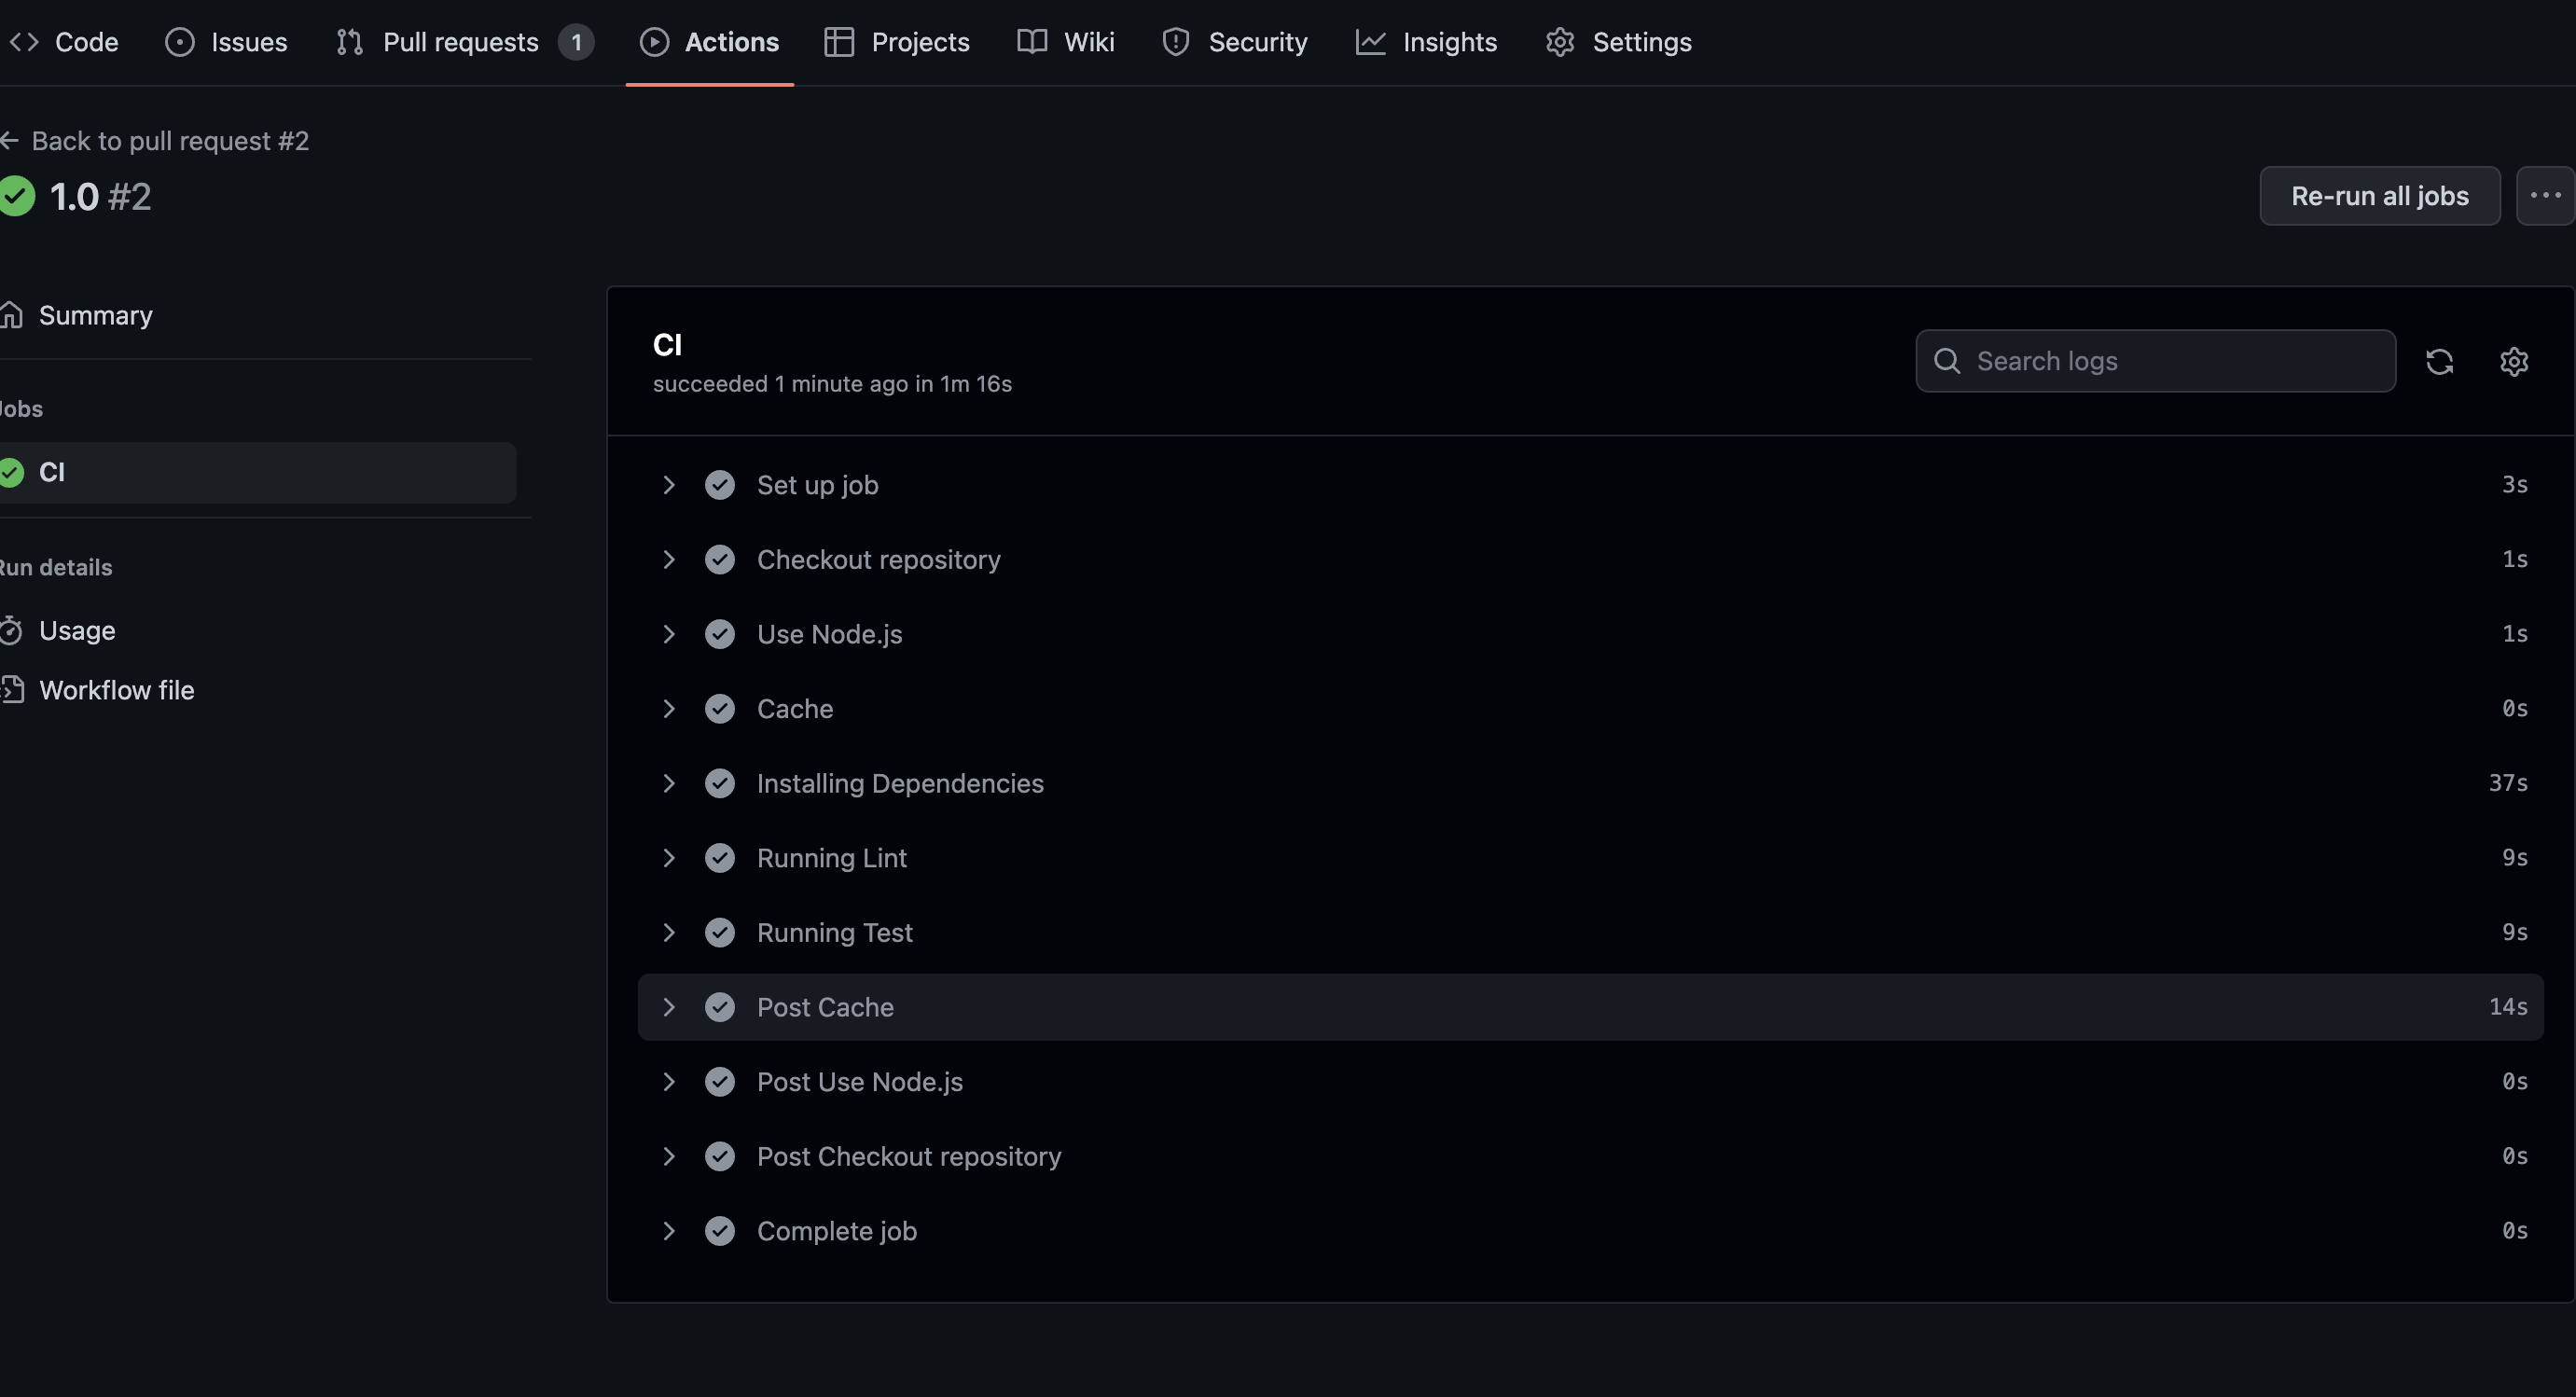 Code Issues Pull requests 1 Actions Projects Wiki Security Insights Settings
Back to pull request #2
1.0 #2
Re-run all jobs
Summary
Jobs
CI
Run details
Usage
Workflow file
CI
succeeded 1 minute ago in 1m 16s
Search logs
Set up job 3s
Checkout repository 1s
Use Node.js 1s
Cache 0s
Installing Dependencies 37s
Running Lint 9s
Running Test 9s
Post Cache 14s
Post Use Node.js 0s
Post Checkout repository 0s
Complete job 0s